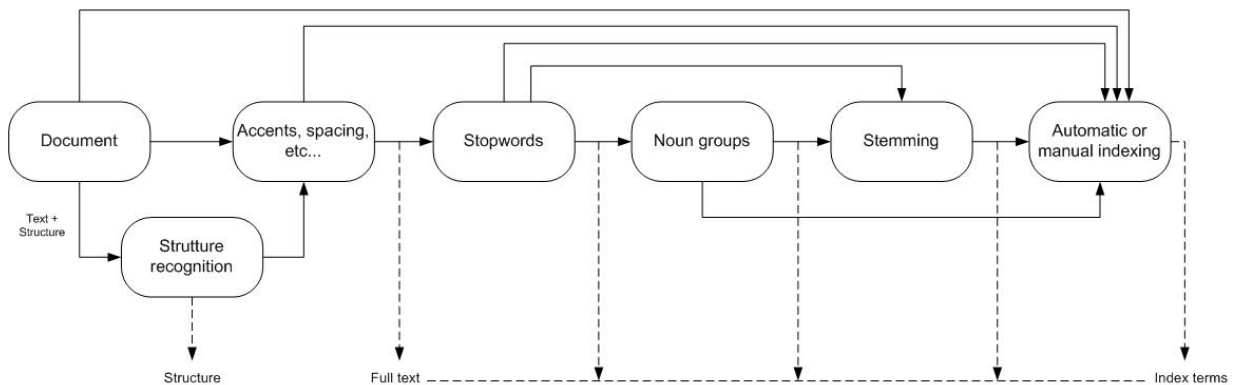 Document
Accents, spacing,
etc...
Stopwords
Noun groups
Stemming
Automatic or
manual indexing
Text +
Structure
Strutture
recognition
Structure
Full text
Index terms